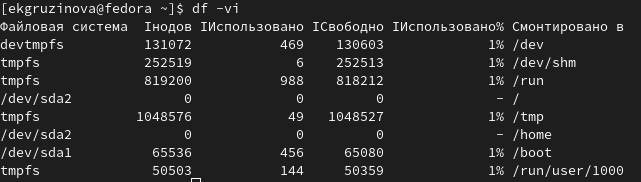 [ekgruzinova@fedora ~]$ df -vi
Файловая система Iнодов IИспользовано IСвободно IИспользовано% Смонтировано в
devtmpfs 131072 469 130603 1% /dev
tmpfs 252519 6 252513 1% /dev/shm
tmpfs 819200 988 818212 1% /run
/dev/sda2 0 0 0 - /
tmpfs 1048576 49 1048527 1% /tmp
/dev/sda2 0 0 0 - /home
/dev/sda1 65536 456 65080 1% /boot
tmpfs 50503 144 50359 1% /run/user/1000